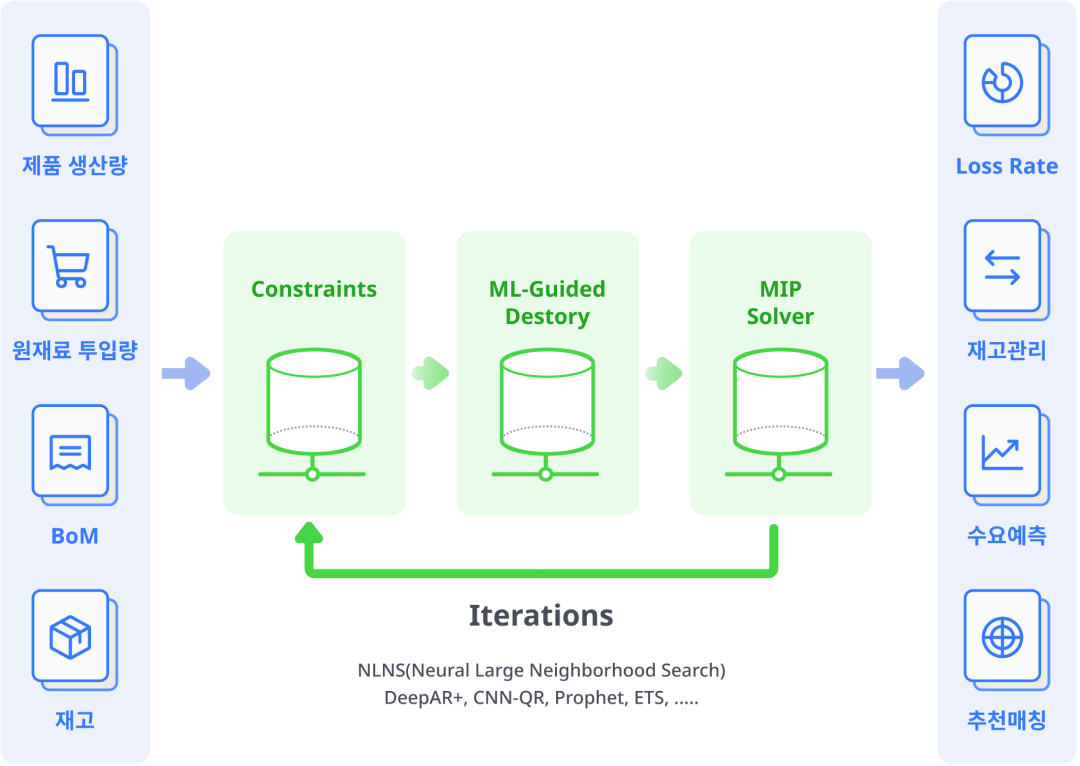 제품 생산량
원재료 투입량
BoM
재고
Constraints
ML-Guided
Destory
MIP
Solver
Iterations
NLNS(Neural Large Neighborhood Search)
DeepAR+, CNN-QR, Prophet, ETS, .....
Loss Rate
재고관리
수요예측
추천매칭